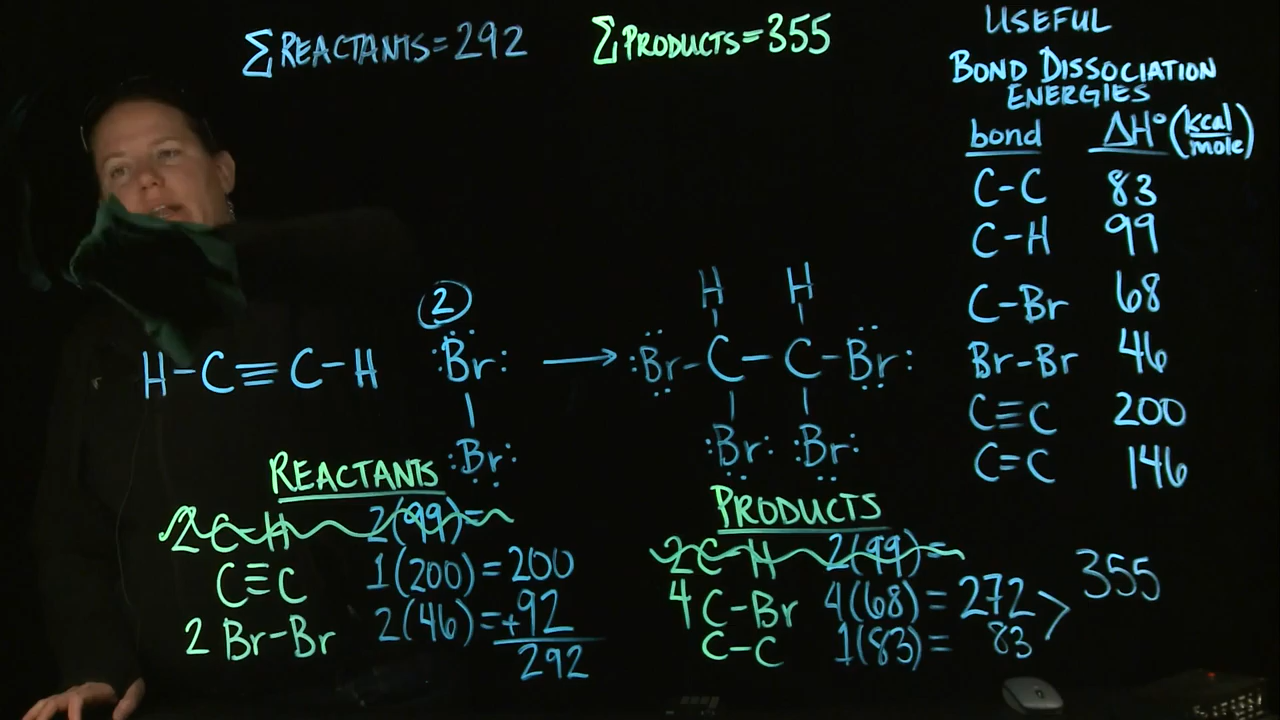 ∑ REACTANTS = 292
∑ PRODUCTS = 355
USEFUL
BOND DISSOCIATION
ENERGIES
bond ΔH° (kcal/mole)
C-C 83
C-H 99
C-Br 68
Br-Br 46
C≡C 200
C=C 146
H H
2
H-C≡C-H :Br: → :Br-C-C-Br:
:Br: :Br: :Br:
REACTANTS
2 C-H 2(99)=
C≡C 1(200)=200
2 Br-Br 2(46)=+92
292
PRODUCTS
2 C-H 2(99)=
4 C-Br 4(68)=272 > 355
C-C 1(83)= 83